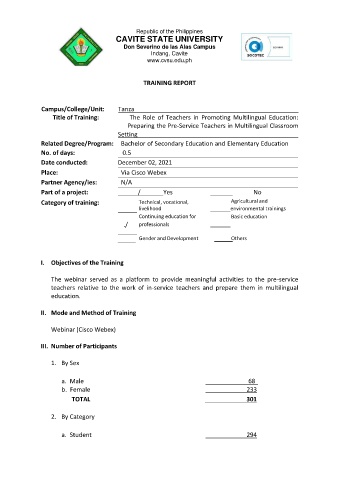 Republic of the Philippines
CAVITE STATE UNIVERSITY
Don Severino de las Alas Campus
Indang, Cavite
www.cvsu.edu.ph
SOCOTEC
TRAINING REPORT
Campus/College/Unit: Tanza
Title of Training: The Role of Teachers in Promoting Multilingual Education:
Preparing the Pre-Service Teachers in Multilingual Classroom
Setting
Related Degree/Program: Bachelor of Secondary Education and Elementary Education
No. of days: 0.5
Date conducted: December 02, 2021
Place: Via Cisco Webex
Partner Agency/ies: N/A
Part of a project: / Yes No
Category of training: Technical, vocational, livelihood Agricultural and environmental trainings
/ Continuing education for professionals Basic education
Gender and Development Others
I. Objectives of the Training
The webinar served as a platform to provide meaningful activities to the pre-service
teachers relative to the work of in-service teachers and prepare them in multilingual
education.
II. Mode and Method of Training
Webinar (Cisco Webex)
III. Number of Participants
1. By Sex
a. Male 68
b. Female 233
TOTAL 301
2. By Category
a. Student 294